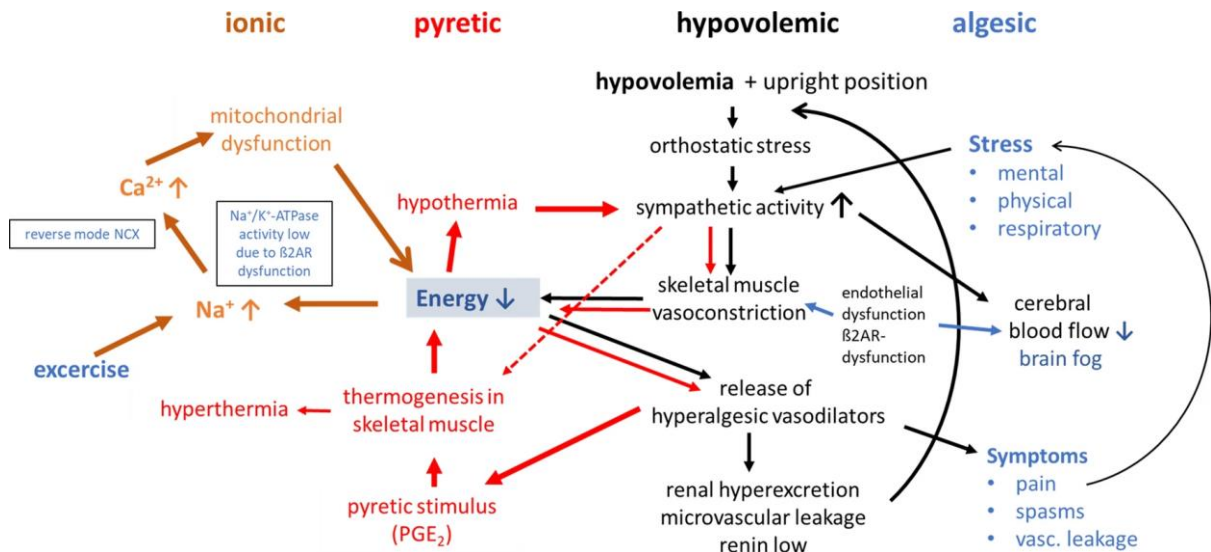 ionic
pyretic
hypovolemic
algesic
hypovolemia + upright position
orthostatic stress
sympathetic activity ↑
skeletal muscle
vasoconstriction
release of
hyperalgesic vasodilators
renal hyperexcretion
microvascular leakage
renin low
mitochondrial
dysfunction
Ca²⁺ ↑
reverse mode NCX
Na⁺/K⁺-ATPase
activity low
due to ß2AR
dysfunction
Na⁺ ↑
excercise
hypothermia
Energy ↓
thermogenesis in
skeletal muscle
hyperthermia
pyretic stimulus
(PGE₂)
endothelial
dysfunction
ß2AR-
dysfunction
Stress
• mental
• physical
• respiratory
cerebral
blood flow ↓
brain fog
Symptoms
• pain
• spasms
• vasc. leakage